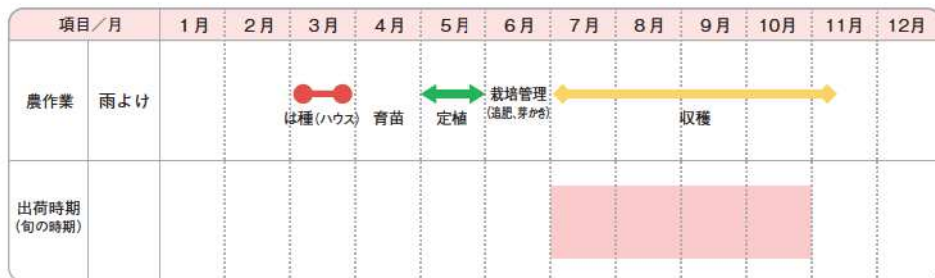 項目／月 1月 2月 3月 4月 5月 6月 7月 8月 9月 10月 11月 12月
農作業 雨よけ
は種(ハウス) 育苗 定植 栽培管理 収穫
(追肥、芽かき)
出荷時期
(旬の時期)